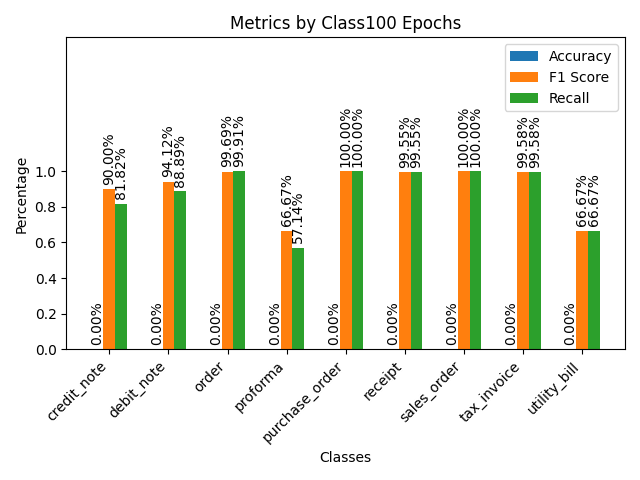 Metrics by Class100 Epochs
Accuracy
F1 Score
Recall
Percentage
1.0
0.8
0.6
0.4
0.2
0.0
0.00%
90.00%
81.82%
0.00%
94.12%
88.89%
0.00%
99.69%
99.91%
0.00%
66.67%
57.14%
0.00%
100.00%
100.00%
0.00%
99.55%
99.55%
0.00%
100.00%
100.00%
0.00%
99.58%
99.58%
0.00%
66.67%
66.67%
credit_note
debit_note
order
proforma
purchase_order
receipt
sales_order
tax_invoice
utility_bill
Classes